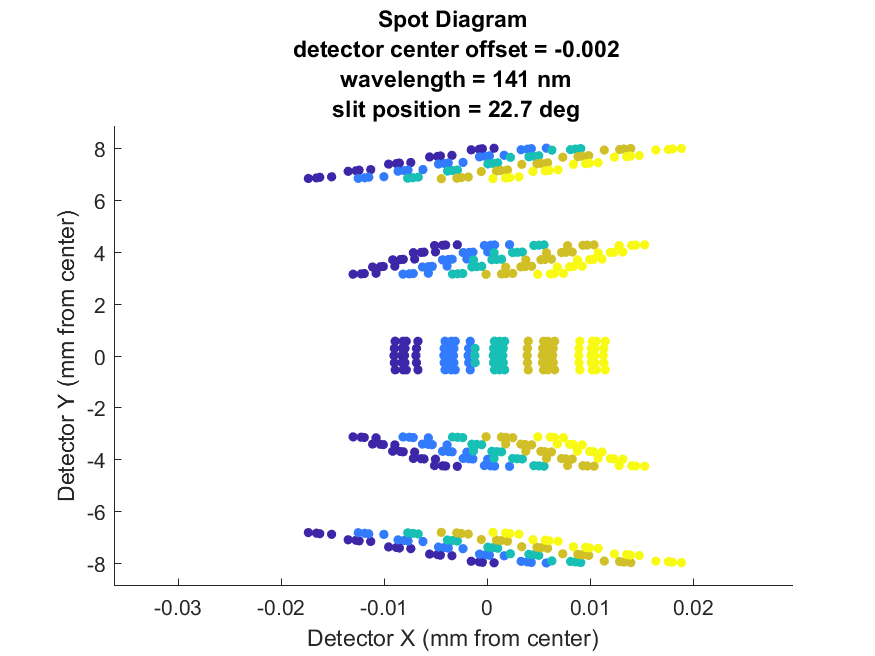 Spot Diagram
detector center offset = -0.002
wavelength = 141 nm
slit position = 22.7 deg
8
6
4
2
0
-2
-4
-6
-8
Detector Y (mm from center)
-0.03
-0.02
-0.01
0
0.01
0.02
Detector X (mm from center)